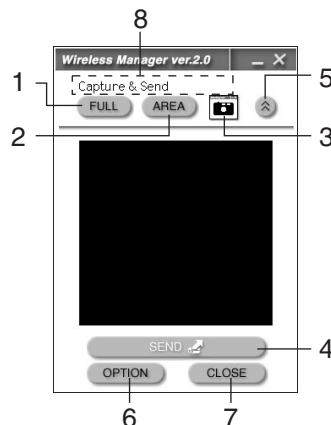 8
Wireless Manager ver.2.0
Capture & Send
1 FULL AREA 5
2 3
SEND 4
OPTION CLOSE
6 7